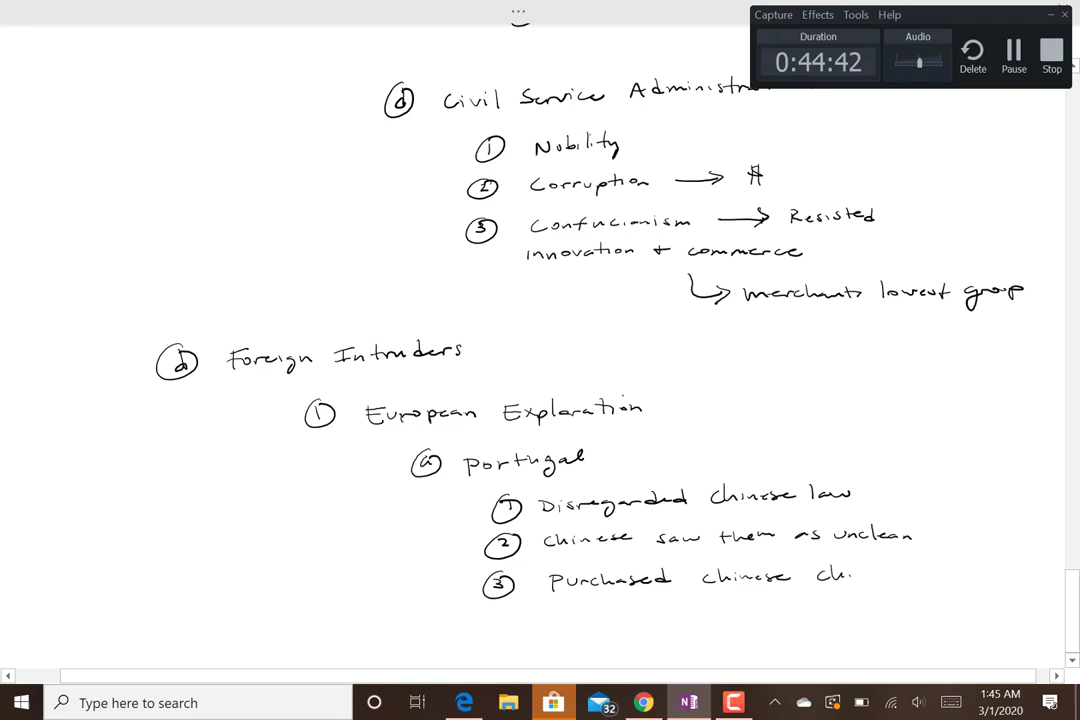 Capture Effects Tools Help
Duration
Audio
0:44:42
Delete Pause Stop
d Civil Service
1 Nobility
2 Corruption → $
3 Confucianism → Resisted
innovation + commerce
↳ merchants lowest group
d Foreign Intruders
1 European Exploration
a Portugal
1 Disregarded Chinese law
2 Chinese saw them as unclean
3 Purchased Chinese
Type here to search
32
1:45 AM
3/1/2020